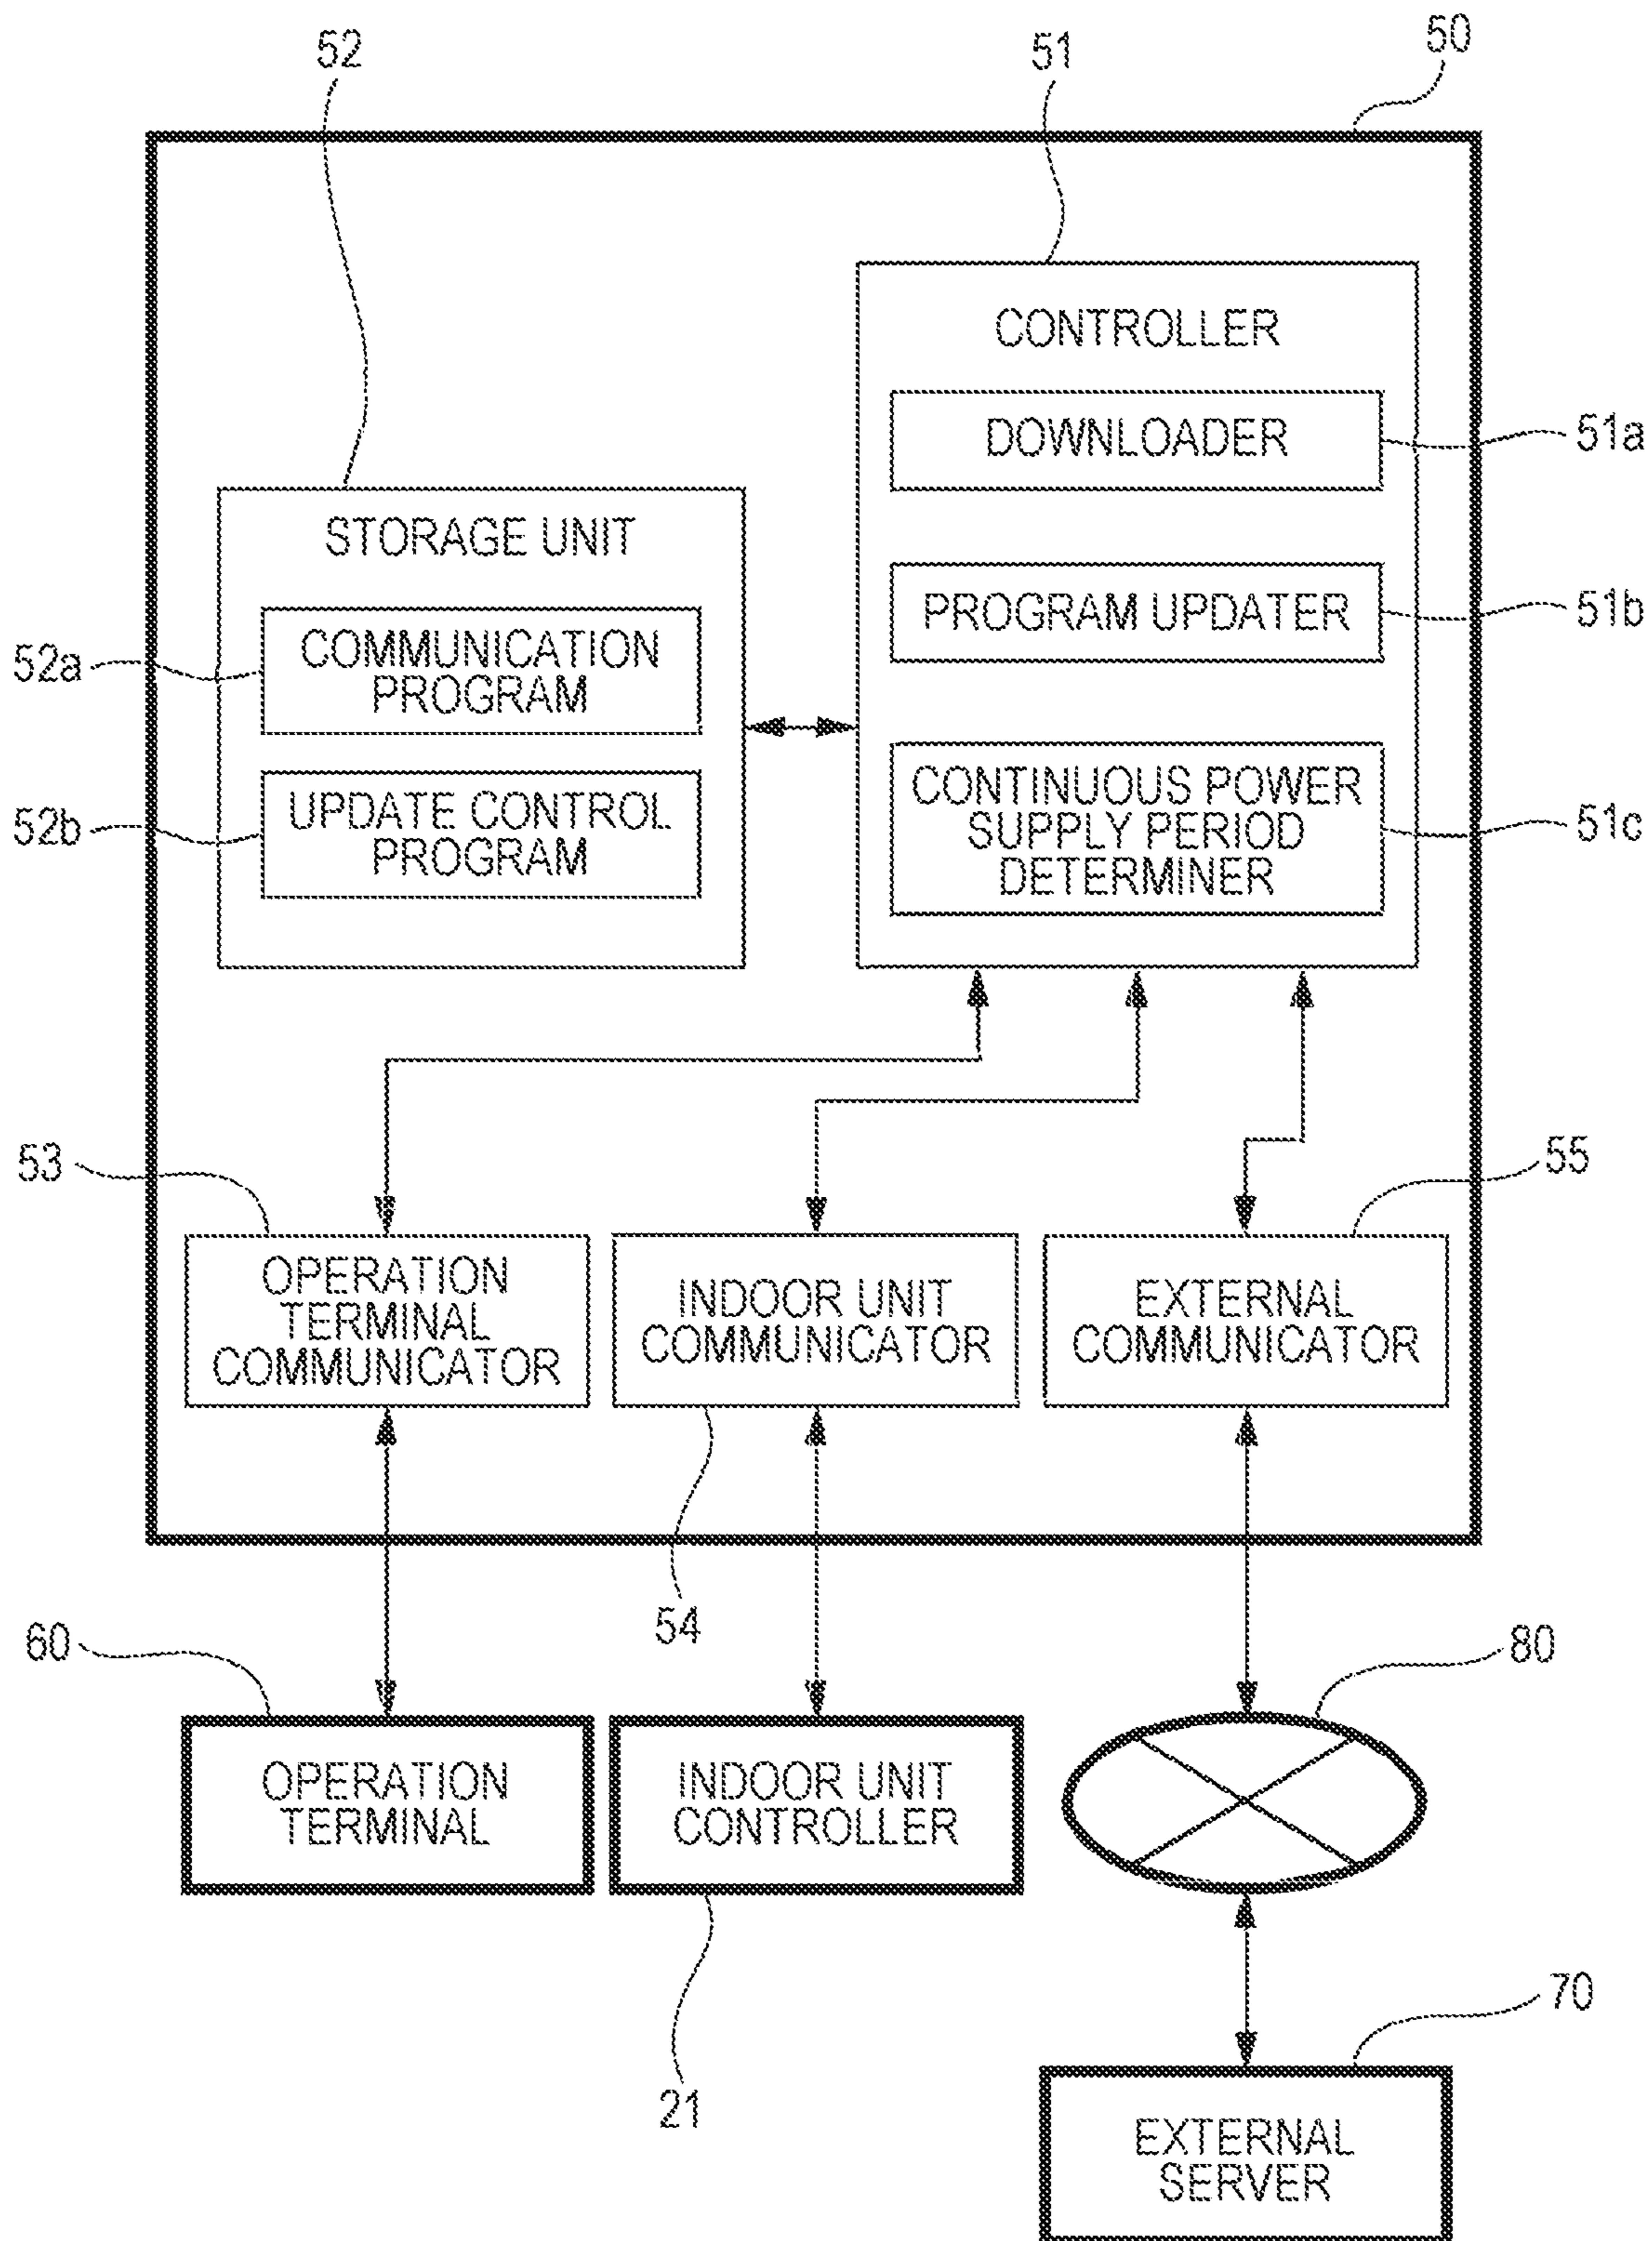 50
52
51
CONTROLLER
DOWNLOADER
51a
STORAGE UNIT
PROGRAM UPDATER
51b
COMMUNICATION
PROGRAM
52a
CONTINUOUS POWER
SUPPLY PERIOD
DETERMINER
51c
UPDATE CONTROL
PROGRAM
52b
53
55
OPERATION
TERMINAL
COMMUNICATOR
INDOOR UNIT
COMMUNICATOR
EXTERNAL
COMMUNICATOR
54
60
80
OPERATION
TERMINAL
INDOOR UNIT
CONTROLLER
21
70
EXTERNAL
SERVER